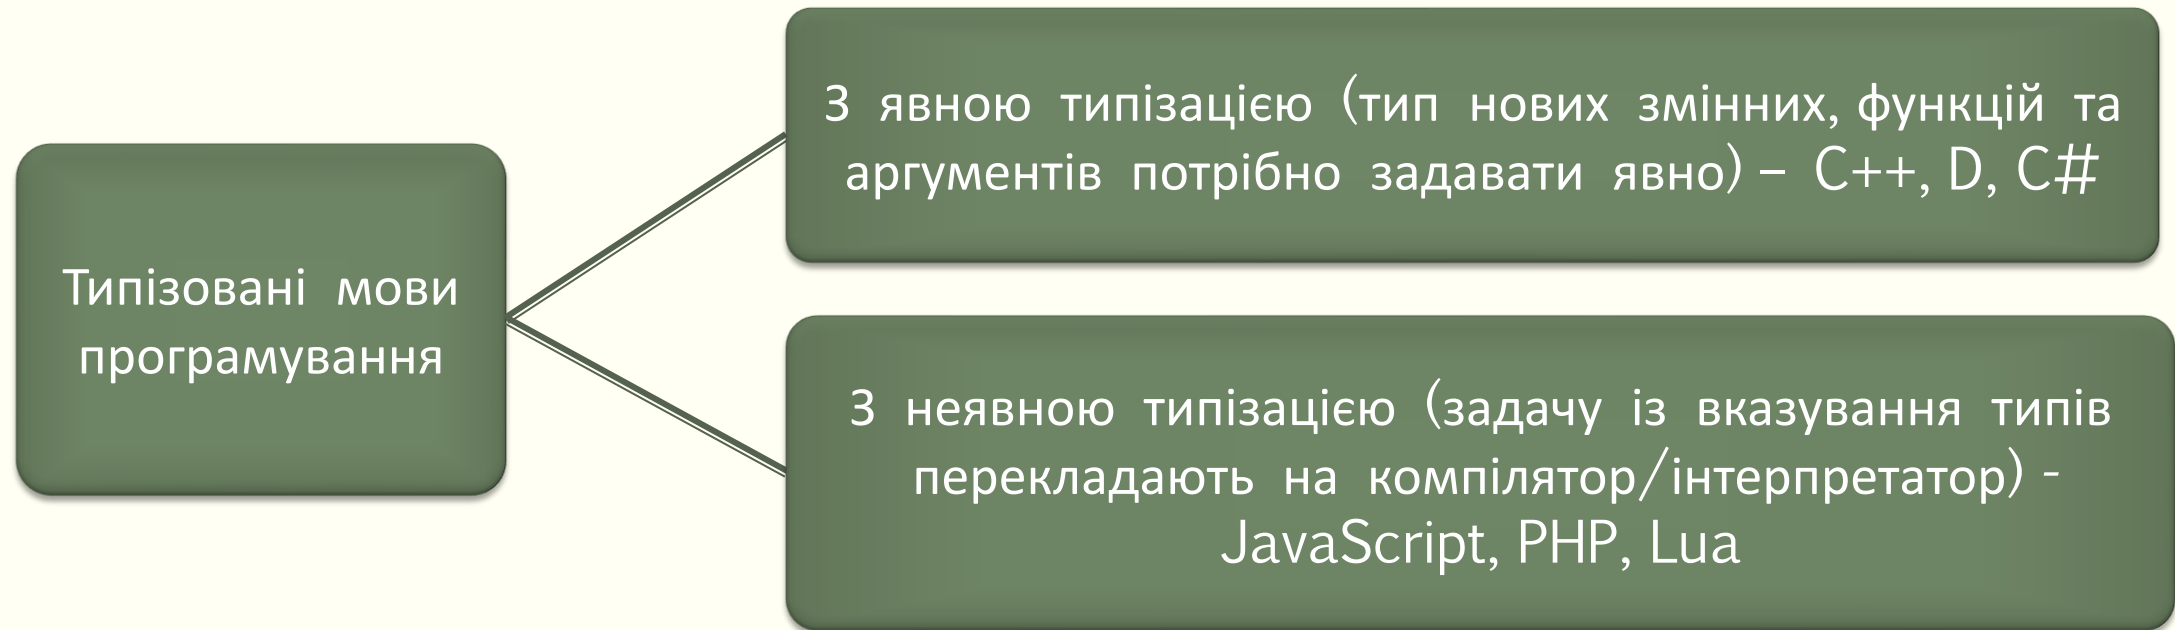 Типізовані мови
програмування
З явною типізацією (тип нових змінних, функцій та
аргументів потрібно задавати явно) – C++, D, C#
З неявною типізацією (задачу із вказування типів
перекладають на компілятор/інтерпретатор) -
JavaScript, PHP, Lua